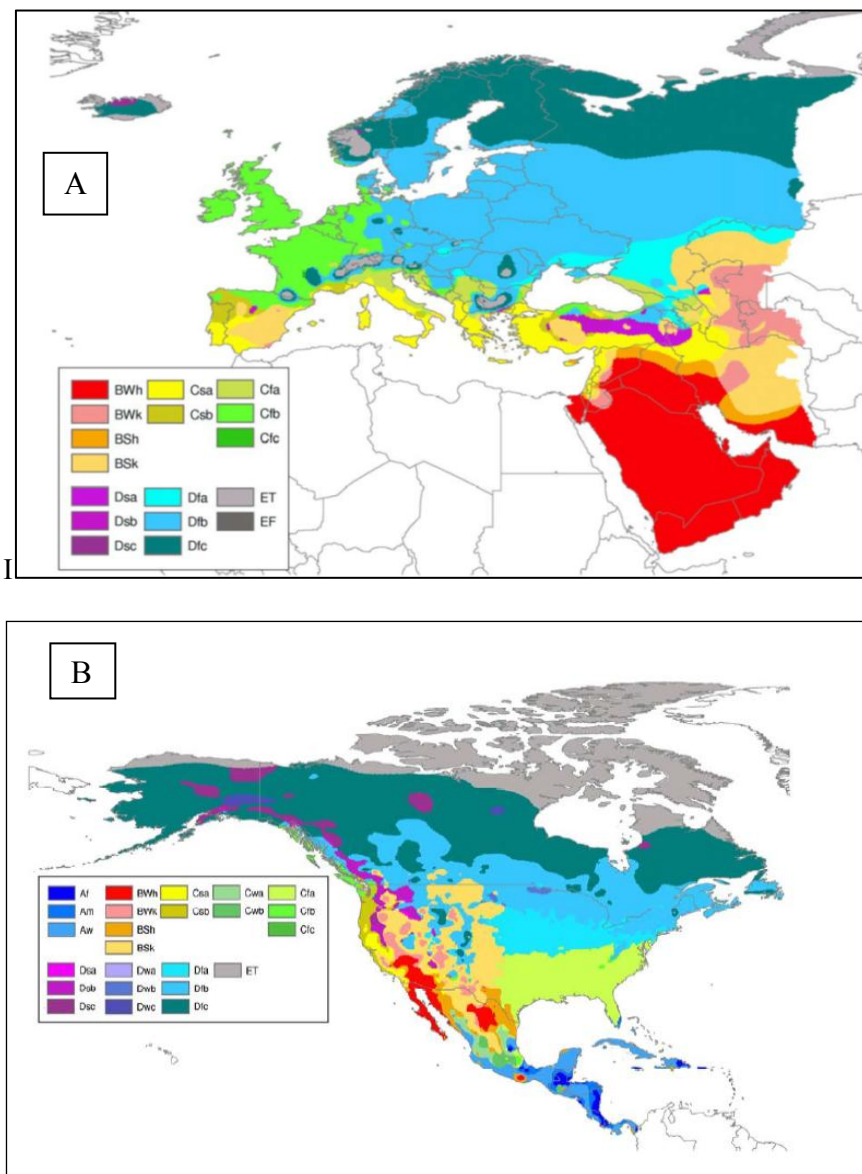 A
BWh Csa Cfa
BWk Csb Cfb
BSh Cfc
BSk
Dsa Dfa ET
Dsb Dfb EF
Dsc Dfc
I
B
Af BWh Csa Cwa Cfa
Am BWk Csb Cwb Cfb
Aw BSh Cfc
BSk
Dsa Dwa Dfa ET
Dsb Dwb Dfb
Dsc Dwc Dfc